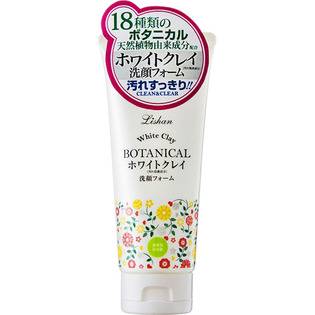 18種類の
ボタニカル
天然植物由来成分配合
ホワイトクレイ
洗顔フォーム
汚れすっきり!!
CLEAN&CLEAR
Lishan
White Clay
BOTANICAL
ホワイトクレイ
洗顔フォーム